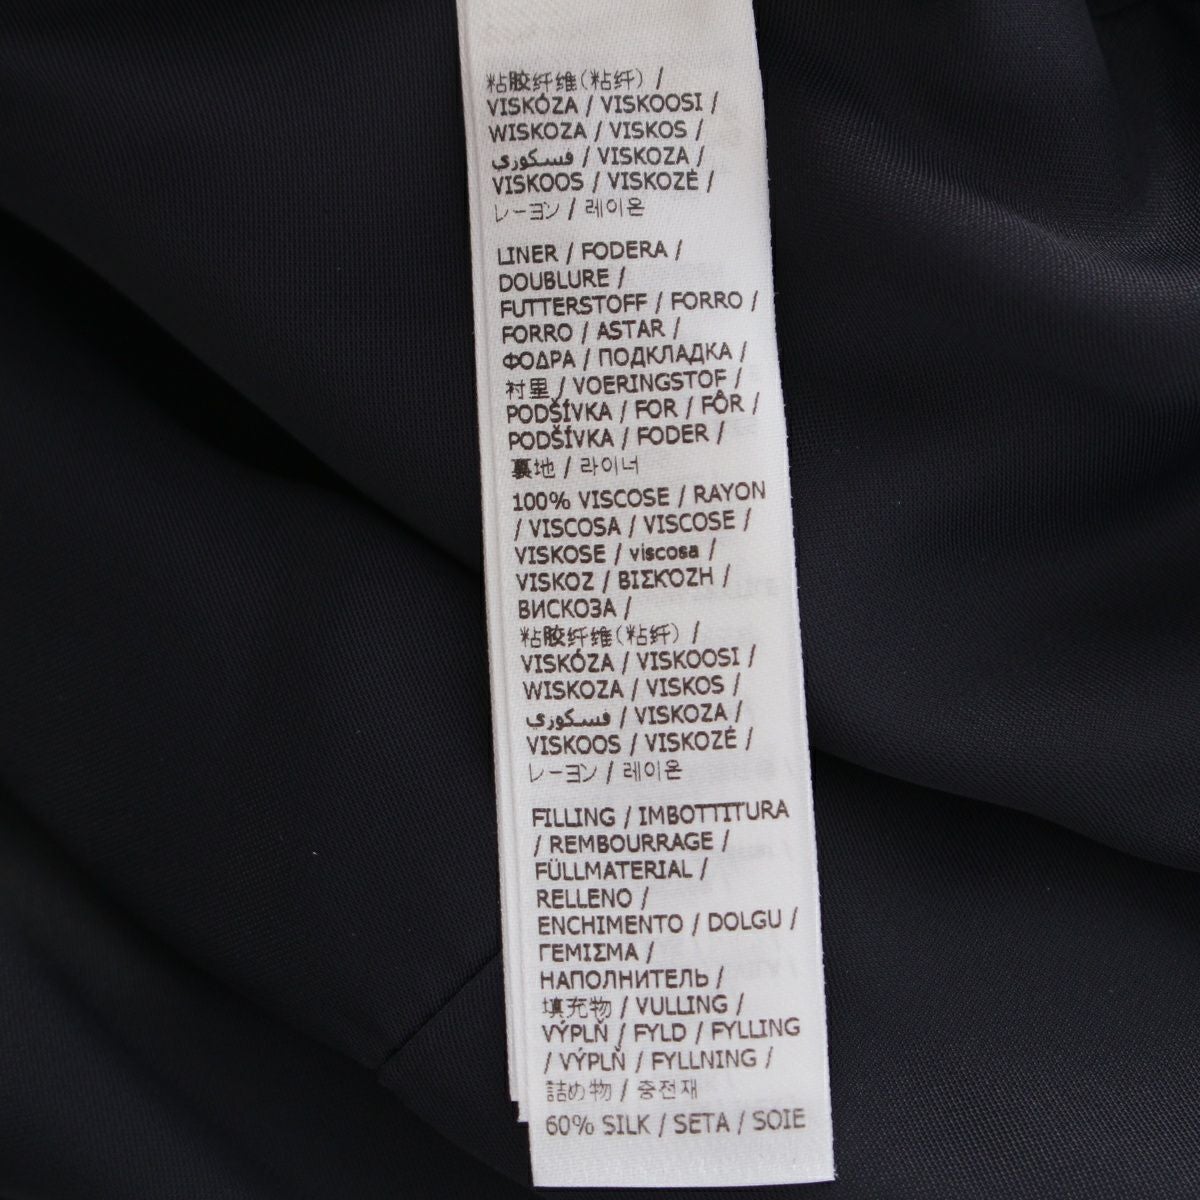 粘胶纤维(粘纤) /
VISKÓZA / VISKOOSI /
WISKOZA / VISKOS /
فسكوري / VISKOZA /
VISKOOS / VISKOZĖ /
レーヨン / 레이온
LINER / FODERA /
DOUBLURE /
FUTTERSTOFF / FORRO /
FORRO / ASTAR /
ΦΟΔΡΑ / ПОДКЛАДКА /
衬里 / VOERINGSTOF /
PODŠÍVKA / FOR / FÔR /
PODŠÍVKA / FODER /
裏地 / 라이너
100% VISCOSE / RAYON
/ VISCOSA / VISCOSE /
VISKOSE / viscosa /
VISKOZ / ΒΙΣΚΌΖΗ /
ВИСКОЗА /
粘胶纤维(粘纤) /
VISKÓZA / VISKOOSI /
WISKOZA / VISKOS /
فسكوري / VISKOZA /
VISKOOS / VISKOZĖ /
レーヨン / 레이온
FILLING / IMBOTTITURA
/ REMBOURRAGE /
FÜLLMATERIAL /
RELLENO /
ENCHIMENTO / DOLGU /
ΓΕΜΙΣΜΑ /
НАПОЛНИТЕЛЬ /
填充物 / VULLING /
VÝPLŇ / FYLD / FYLLING
/ VÝPLŇ / FYLLNING /
詰め物 / 충전재
60% SILK / SETA / SOIE